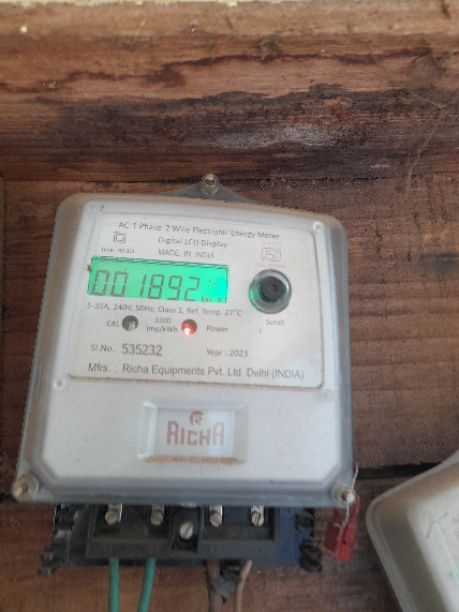 AC 1 Phase 2 Wire Electronic Energy Meter
Digital LCD Display
MADE IN INDIA
ISI
001892
5-30A, 240V, 50Hz, Class 1, Ref. Temp. 27°C
CAL 3200 Imp/kWh Power Scroll
Sl.No. 535232 Year : 2023
Mfrs. : Richa Equipments Pvt. Ltd. Delhi (INDIA)
RICHA